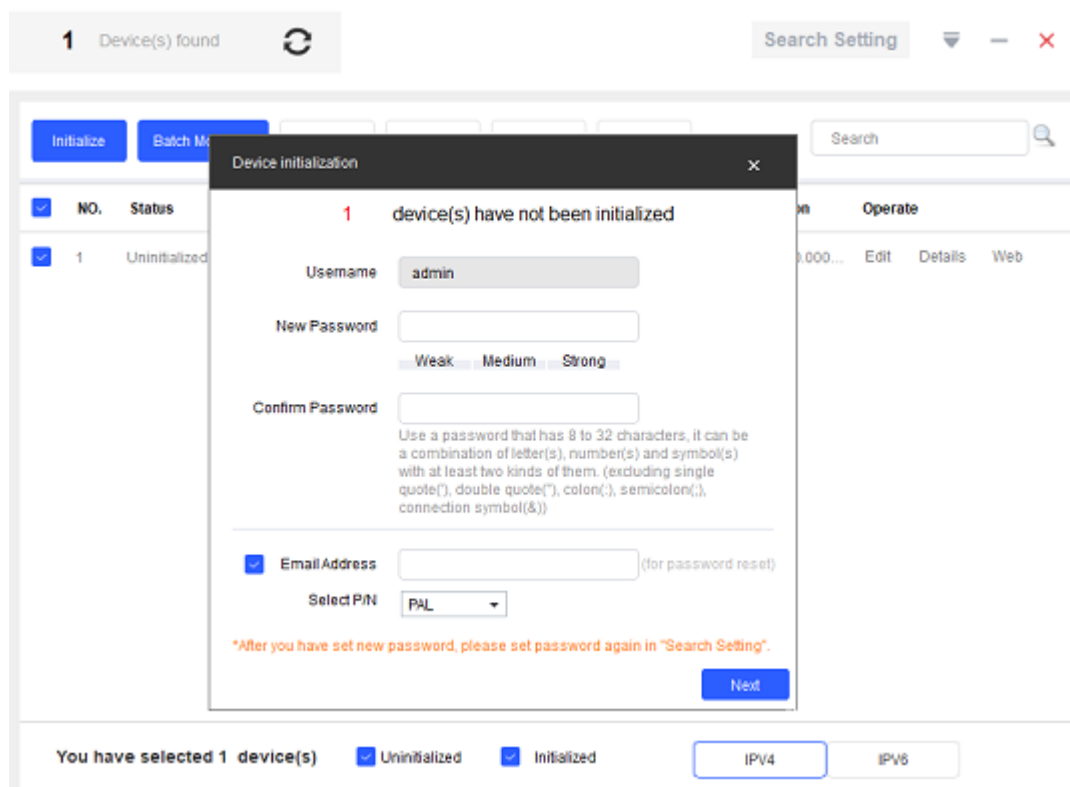 1 Device(s) found
Search Setting
Initialize
Batch Mo
Search
Device initialization
NO. Status
on Operate
1 device(s) have not been initialized
1 Uninitialized
0.000... Edit Details Web
Username admin
New Password
Weak Medium Strong
Confirm Password
Use a password that has 8 to 32 characters, it can be
a combination of letter(s), number(s) and symbol(s)
with at least two kinds of them. (excluding single
quote('), double quote("), colon(:), semicolon(;),
connection symbol(&))
Email Address (for password reset)
Select P/N PAL
*After you have set new password, please set password again in "Search Setting".
Next
You have selected 1 device(s) Uninitialized Initialized IPV4 IPV6